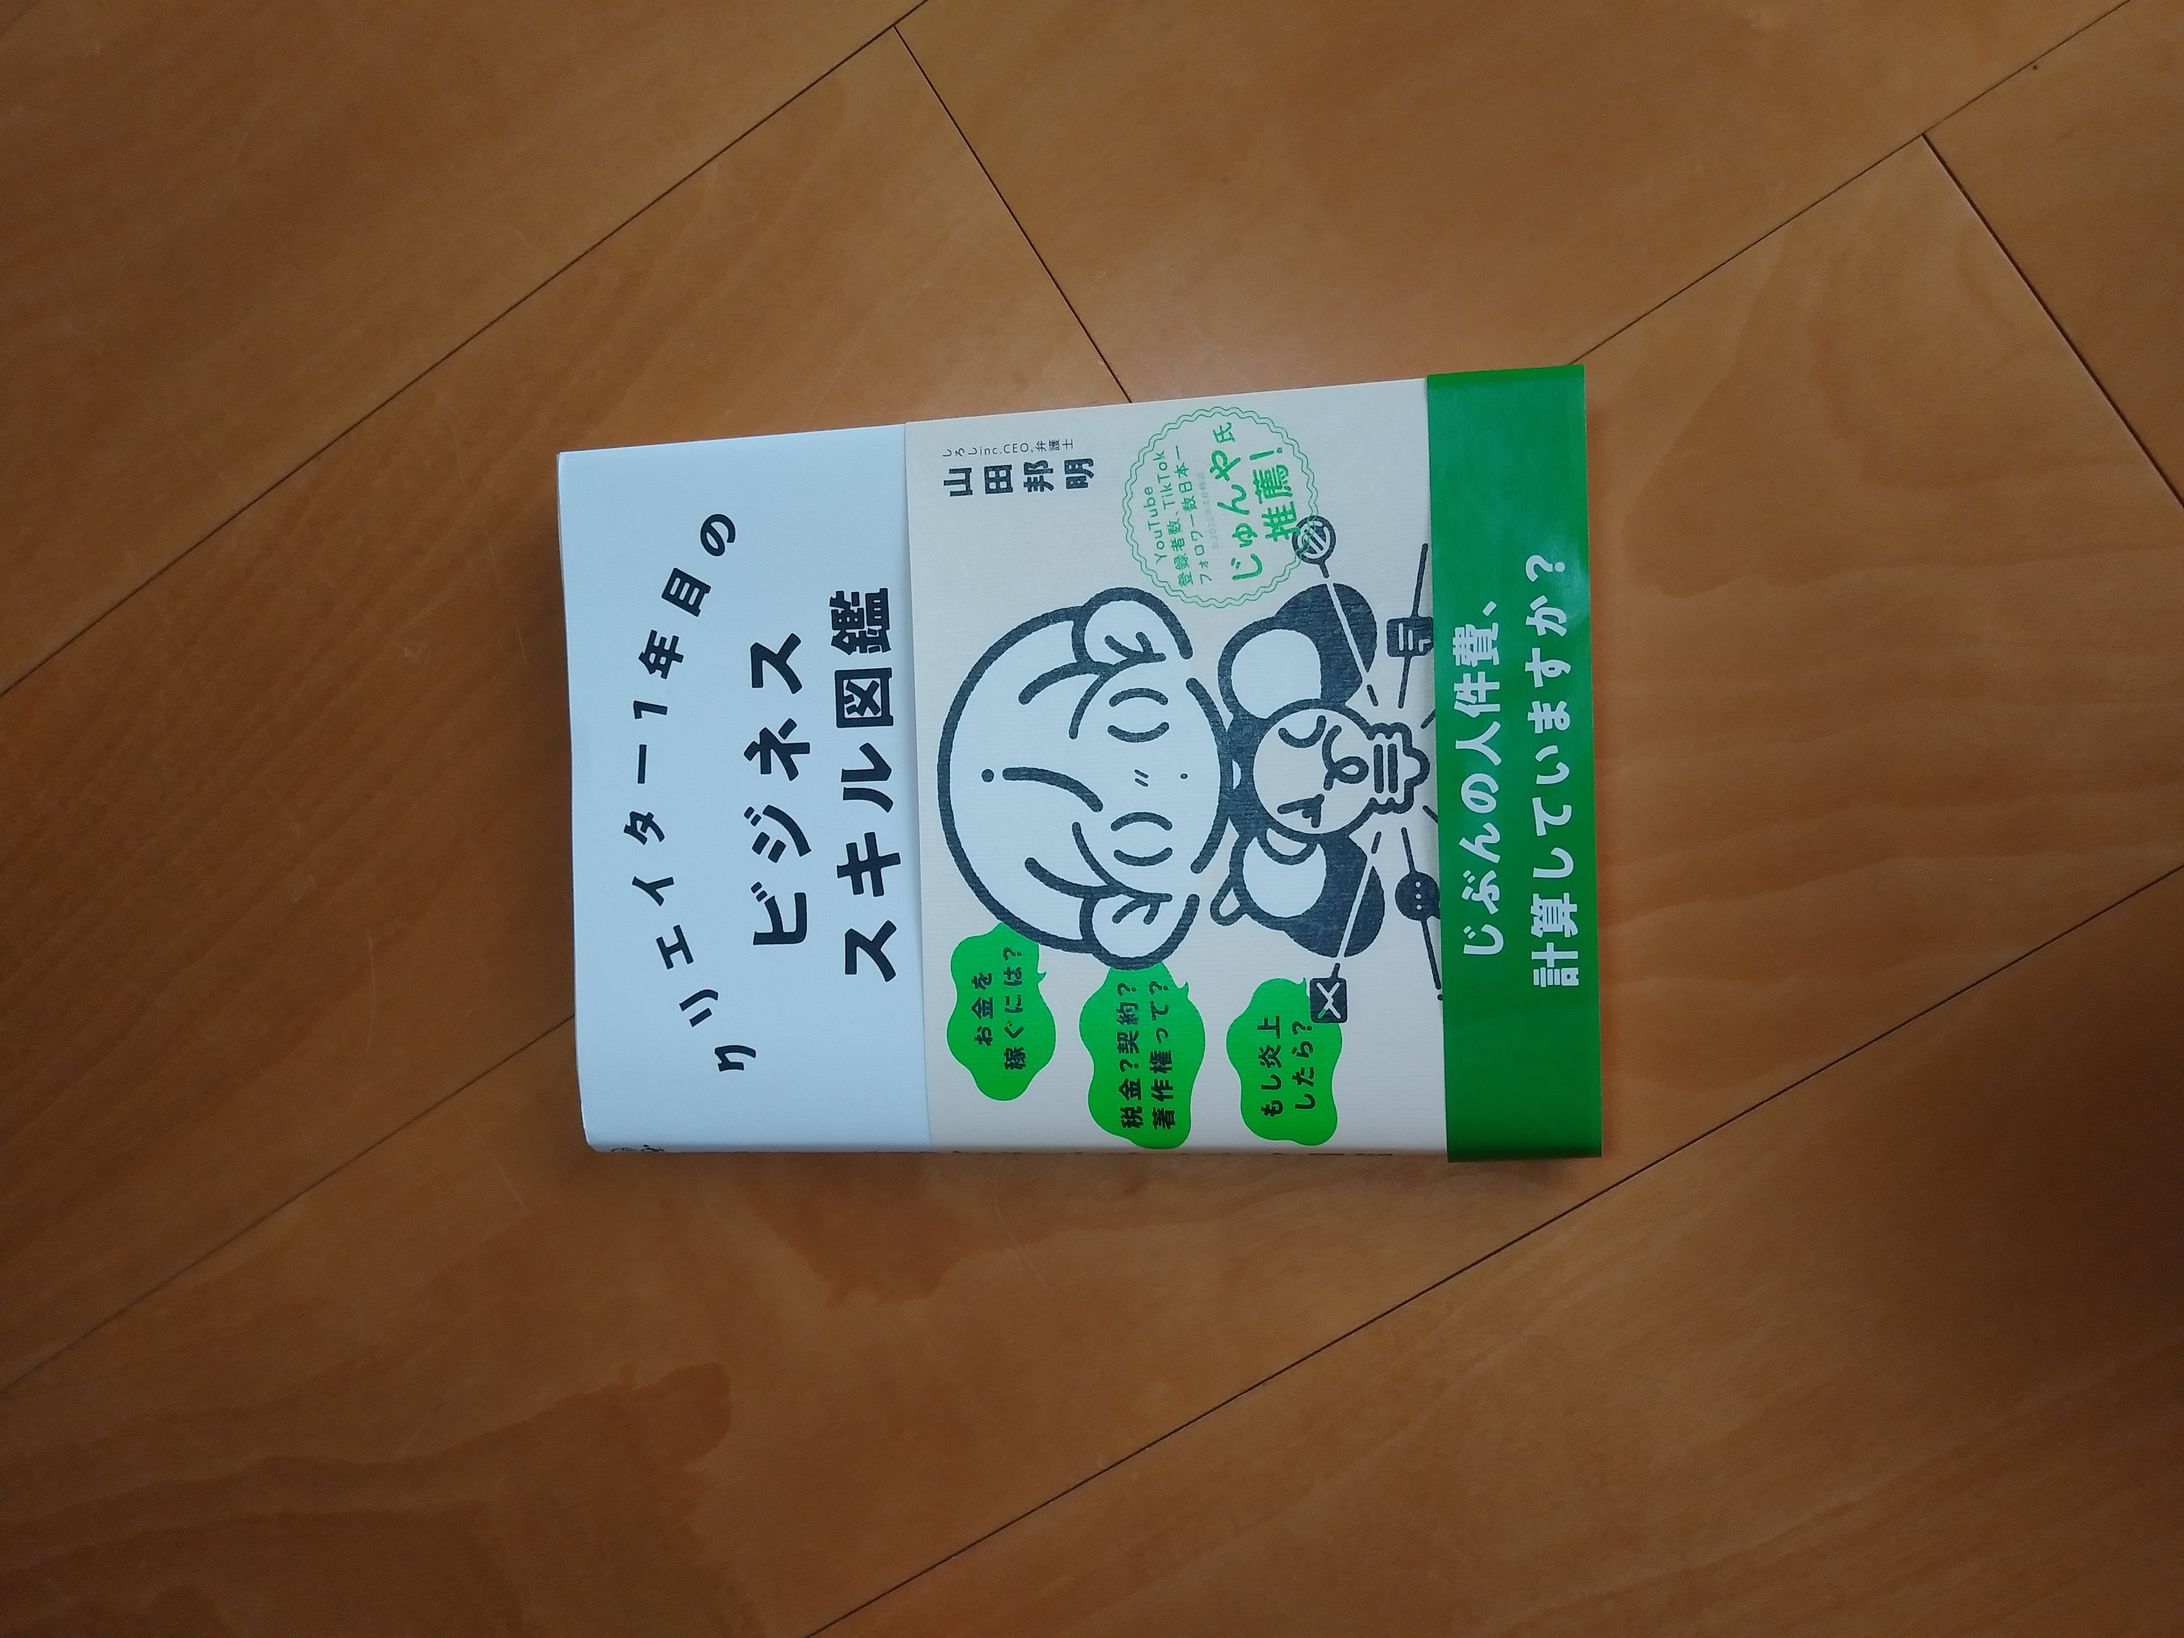 クリエイター1年目の
ビジネス
スキル図鑑
しろしinc.CEO,弁護士
山田邦明
YouTube
登録者数、TikTok
フォロワー数日本一
じゅんや氏
推薦!
お金を
稼ぐには?
税金?契約?
著作権って?
もし炎上
したら?
じぶんの人件費、
計算していますか?